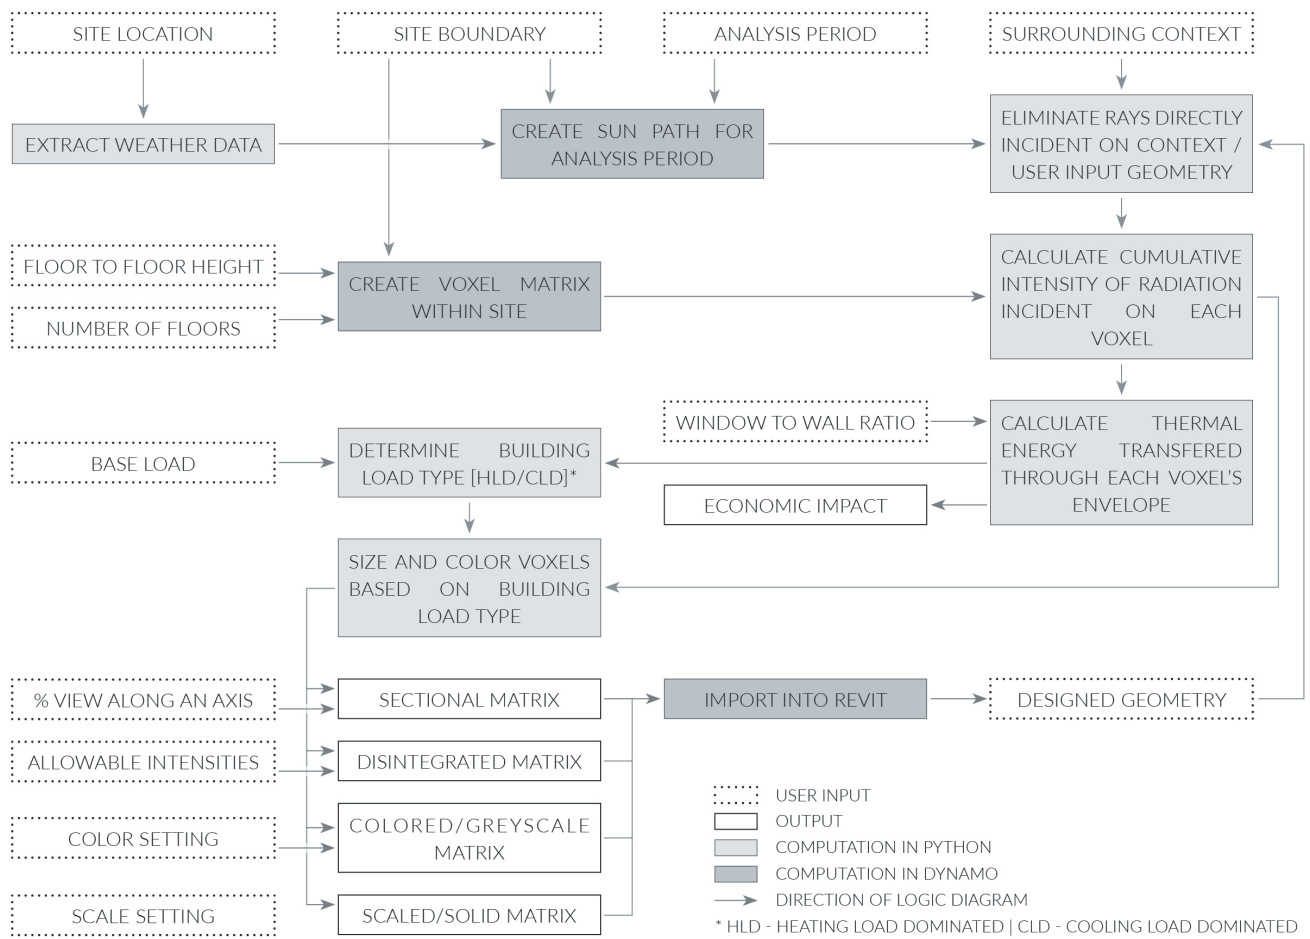 SITE LOCATION
SITE BOUNDARY
ANALYSIS PERIOD
SURROUNDING CONTEXT
EXTRACT WEATHER DATA
CREATE SUN PATH FOR
ANALYSIS PERIOD
ELIMINATE RAYS DIRECTLY
INCIDENT ON CONTEXT /
USER INPUT GEOMETRY
FLOOR TO FLOOR HEIGHT
NUMBER OF FLOORS
CREATE VOXEL MATRIX
WITHIN SITE
CALCULATE CUMULATIVE
INTENSITY OF RADIATION
INCIDENT ON EACH
VOXEL
WINDOW TO WALL RATIO
CALCULATE THERMAL
ENERGY TRANSFERED
THROUGH EACH VOXEL'S
ENVELOPE
BASE LOAD
DETERMINE BUILDING
LOAD TYPE [HLD/CLD]*
ECONOMIC IMPACT
SIZE AND COLOR VOXELS
BASED ON BUILDING
LOAD TYPE
% VIEW ALONG AN AXIS
SECTIONAL MATRIX
IMPORT INTO REVIT
DESIGNED GEOMETRY
ALLOWABLE INTENSITIES
DISINTEGRATED MATRIX
COLOR SETTING
COLORED/GREYSCALE
MATRIX
SCALE SETTING
SCALED/SOLID MATRIX
USER INPUT
OUTPUT
COMPUTATION IN PYTHON
COMPUTATION IN DYNAMO
DIRECTION OF LOGIC DIAGRAM
* HLD - HEATING LOAD DOMINATED | CLD - COOLING LOAD DOMINATED